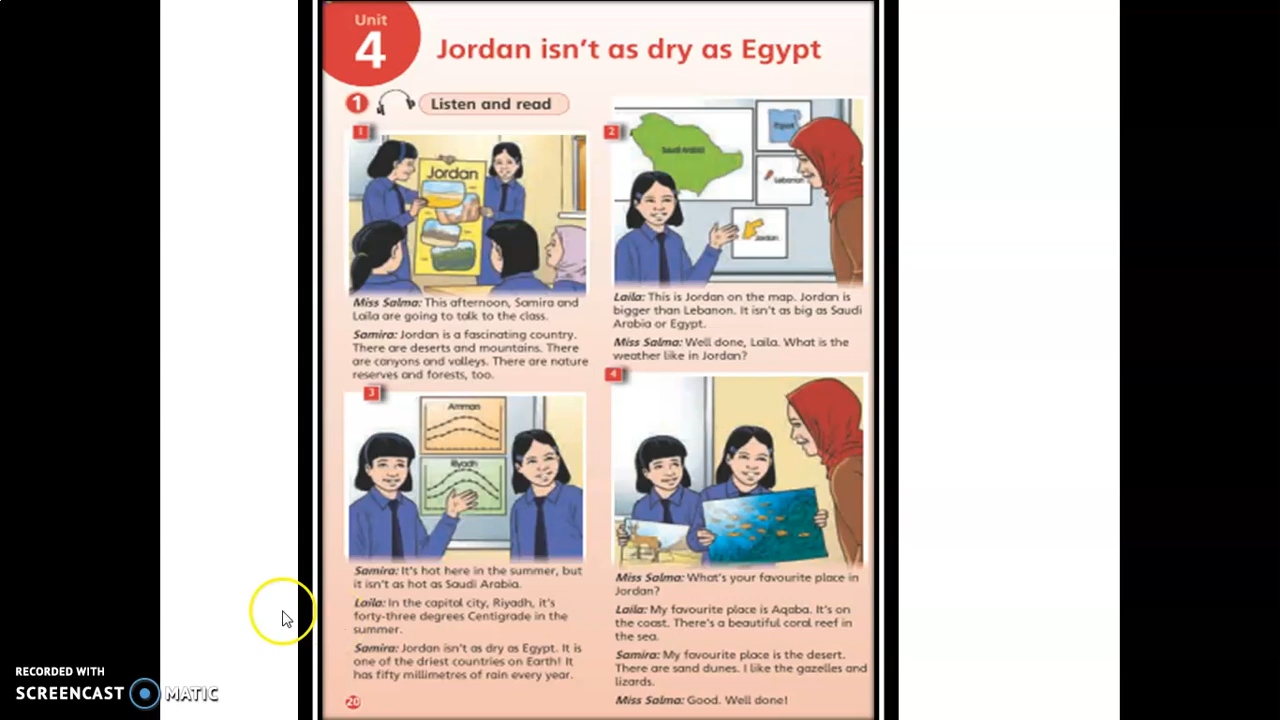 Unit
4
Jordan isn't as dry as Egypt
1
Listen and read
1
Jordan
Miss Salma: This afternoon, Samira and
Laila are going to talk to the class.
Samira: Jordan is a fascinating country.
There are deserts and mountains. There
are canyons and valleys. There are nature
reserves and forests, too.
2
Saudi Arabia
Egypt
Lebanon
Jordan
Laila: This is Jordan on the map. Jordan is
bigger than Lebanon. It isn't as big as Saudi
Arabia or Egypt.
Miss Salma: Well done, Laila. What is the
weather like in Jordan?
3
Amman
Riyadh
Samira: It's hot here in the summer, but
it isn't as hot as Saudi Arabia.
Laila: In the capital city, Riyadh, it's
forty-three degrees Centigrade in the
summer.
Samira: Jordan isn't as dry as Egypt. It is
one of the driest countries on Earth! It
has fifty millimetres of rain every year.
4
Miss Salma: What's your favourite place in
Jordan?
Laila: My favourite place is Aqaba. It's on
the coast. There's a beautiful coral reef in
the sea.
Samira: My favourite place is the desert.
There are sand dunes. I like the gazelles and
lizards.
Miss Salma: Good. Well done!
20
RECORDED WITH
SCREENCAST MATIC